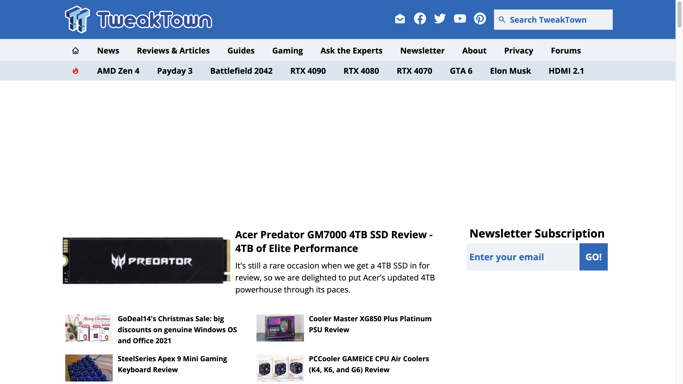 TweakTown
Search TweakTown
News
Reviews & Articles
Guides
Gaming
Ask the Experts
Newsletter
About
Privacy
Forums
AMD Zen 4
Payday 3
Battlefield 2042
RTX 4090
RTX 4080
RTX 4070
GTA 6
Elon Musk
HDMI 2.1
PREDATOR
Acer Predator GM7000 4TB SSD Review -
4TB of Elite Performance
It's still a rare occasion when we get a 4TB SSD in for
review, so we are delighted to put Acer's updated 4TB
powerhouse through its paces.
Newsletter Subscription
Enter your email
GO!
GoDeal14's Christmas Sale: big
discounts on genuine Windows OS
and Office 2021
Cooler Master XG850 Plus Platinum
PSU Review
SteelSeries Apex 9 Mini Gaming
Keyboard Review
PCCooler GAMEICE CPU Air Coolers
(K4, K6, and G6) Review